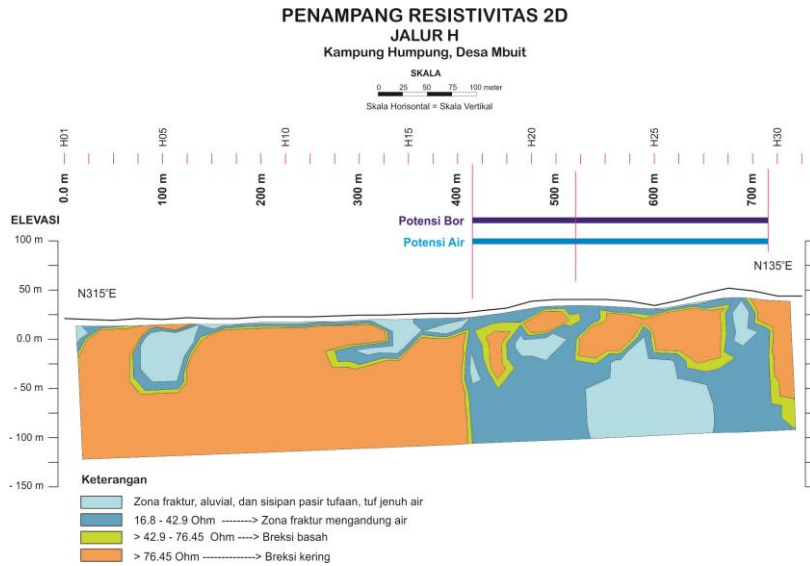 PENAMPANG RESISTIVITAS 2D
JALUR H
Kampung Humpung, Desa Mbuit
SKALA
0 25 50 75 100 meter
Skala Horisontal = Skala Vertikal
H01 H05 H10 H15 H20 H25 H30
0.0 m 100 m 200 m 300 m 400 m 500 m 600 m 700 m
ELEVASI
Potensi Bor
Potensi Air
100 m
N315°E
N135°E
50 m
0.0 m
- 50 m
- 100 m
- 150 m
Keterangan
Zona fraktur, aluvial, dan sisipan pasir tufaan, tuf jenuh air
16.8 - 42.9 Ohm --------> Zona fraktur mengandung air
> 42.9 - 76.45 Ohm ----> Breksi basah
> 76.45 Ohm --------------> Breksi kering